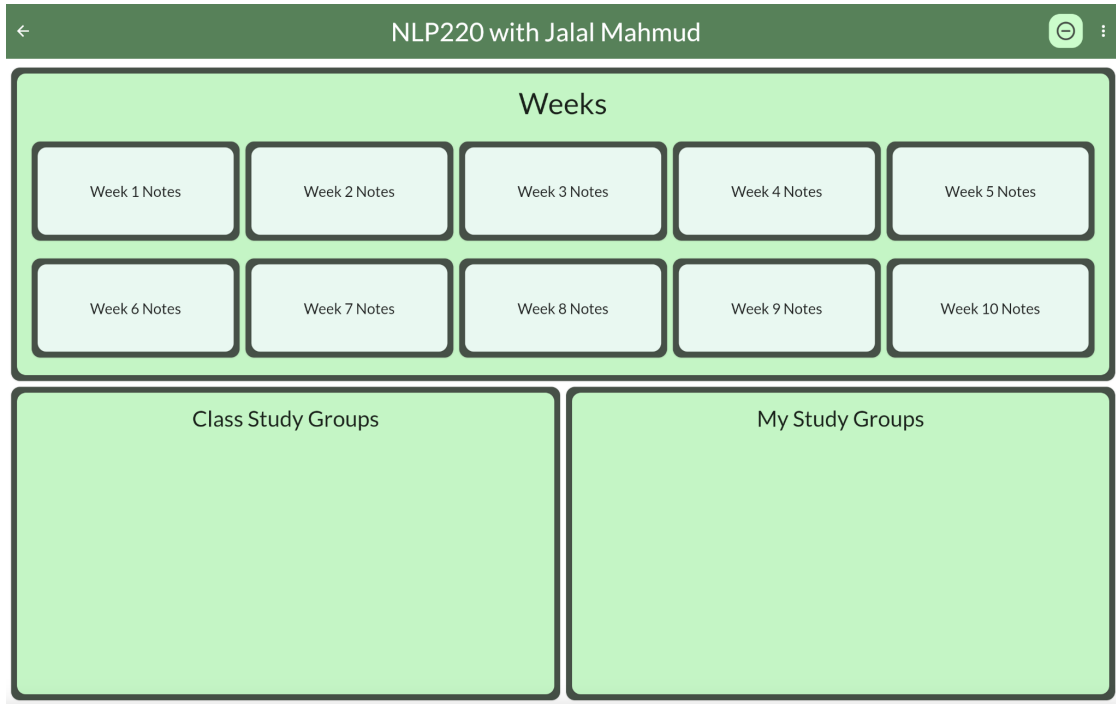 NLP220 with Jalal Mahmud
Weeks
Week 1 Notes
Week 2 Notes
Week 3 Notes
Week 4 Notes
Week 5 Notes
Week 6 Notes
Week 7 Notes
Week 8 Notes
Week 9 Notes
Week 10 Notes
Class Study Groups
My Study Groups